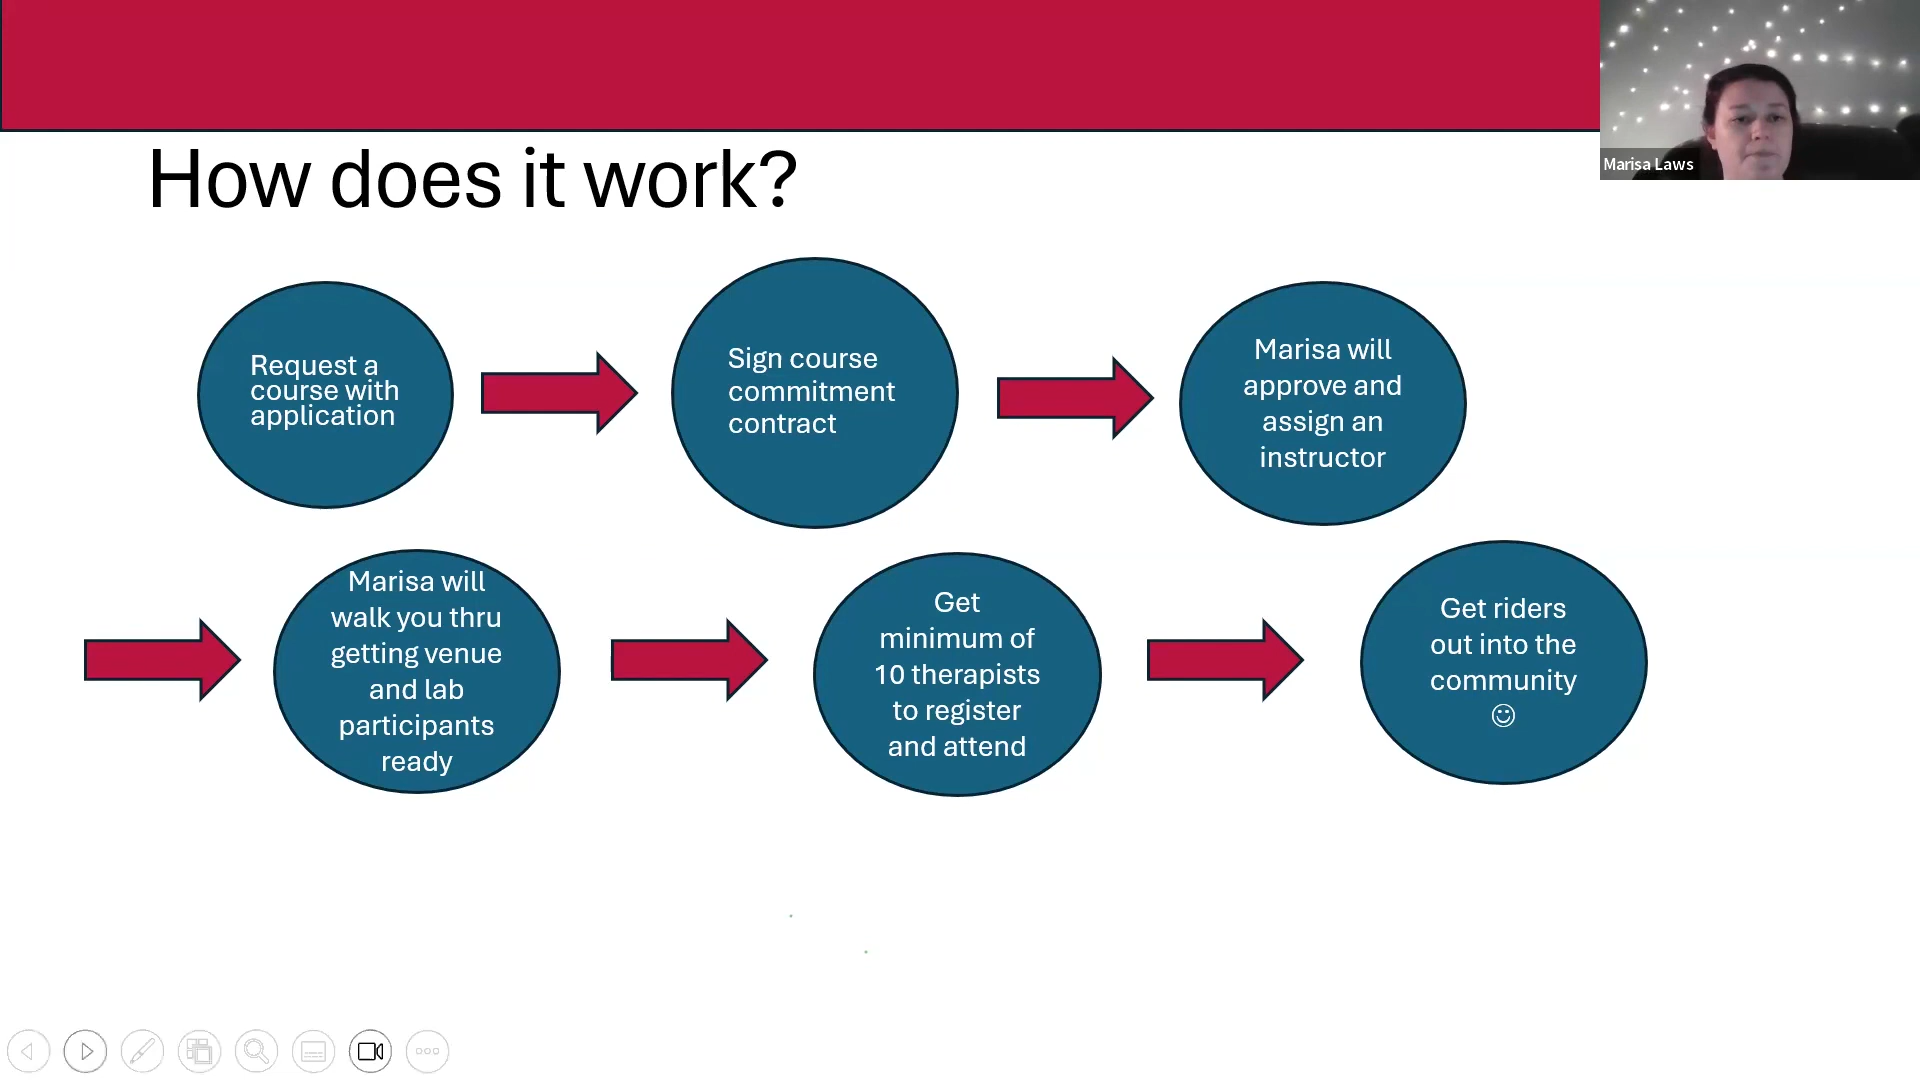 Marisa Laws
How does it work?
Request a
course with
application
Sign course
commitment
contract
Marisa will
approve and
assign an
instructor
Marisa will
walk you thru
getting venue
and lab
participants
ready
Get
minimum of
10 therapists
to register
and attend
Get riders
out into the
community
☺